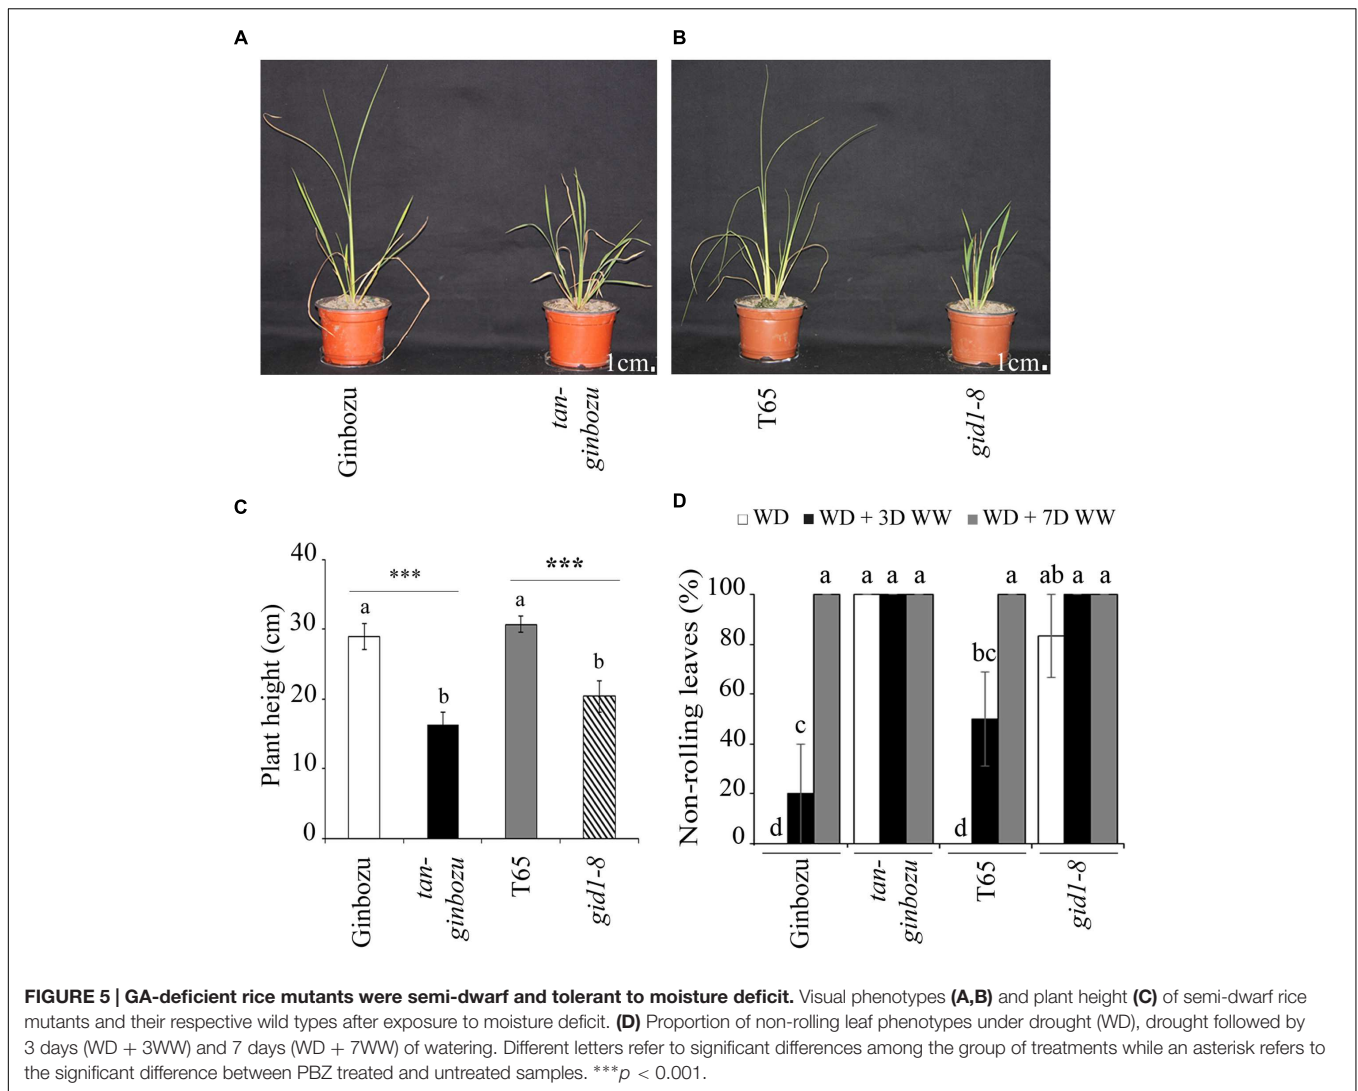 A
B
1cm.
1cm.
Ginbozu
tan-
ginbozu
T65
gid1-8
C
Plant height (cm)
40
30
20
10
0
***
***
a
b
a
b
Ginbozu
tan-
ginbozu
T65
gid1-8
D
WD WD + 3D WW WD + 7D WW
Non-rolling leaves (%)
100
80
60
40
20
0
d c a
a a a
d bc a
ab a a
Ginbozu
tan-
ginbozu
T65
gid1-8
FIGURE 5 | GA-deficient rice mutants were semi-dwarf and tolerant to moisture deficit. Visual phenotypes (A,B) and plant height (C) of semi-dwarf rice
mutants and their respective wild types after exposure to moisture deficit. (D) Proportion of non-rolling leaf phenotypes under drought (WD), drought followed by
3 days (WD + 3WW) and 7 days (WD + 7WW) of watering. Different letters refer to significant differences among the group of treatments while an asterisk refers to
the significant difference between PBZ treated and untreated samples. ***p < 0.001.